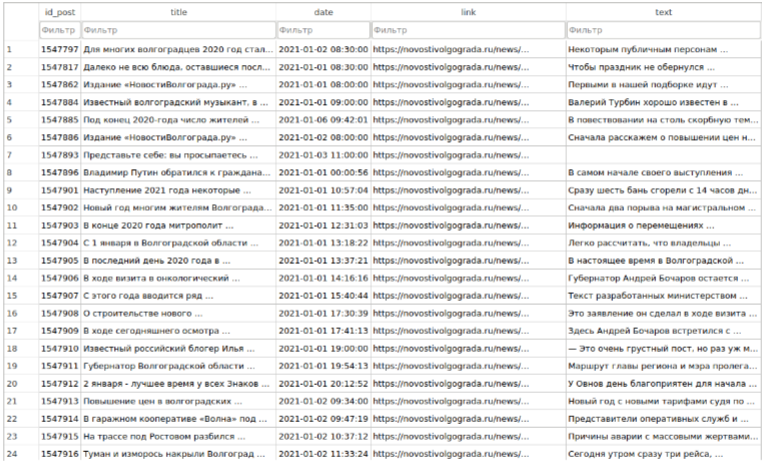 id_post title date link text
Фильтр Фильтр Фильтр Фильтр Фильтр
1 1547797 Для многих волгоградцев 2020 год стал... 2021-01-02 08:30:00 https://novostivolgograda.ru/news/... Некоторым публичным персонам ...
2 1547817 Далеко не всю блюда, оставшиеся посл... 2021-01-01 08:30:00 https://novostivolgograda.ru/news/... Чтобы праздник не обернулся ...
3 1547862 Издание «НовостиВолгограда.ру» ... 2021-01-01 08:00:00 https://novostivolgograda.ru/news/... Первыми в нашей подборке идут ...
4 1547884 Известный волгоградский музыкант, в ... 2021-01-01 09:00:00 https://novostivolgograda.ru/news/... Валерий Турбин хорошо известен в ...
5 1547885 Под конец 2020-года число жителей ... 2021-01-06 09:42:01 https://novostivolgograda.ru/news/... В повествовании на столь скорбную тем...
6 1547886 Издание «НовостиВолгограда.ру» ... 2021-01-02 08:00:00 https://novostivolgograda.ru/news/... Сначала расскажем о повышении цен н...
7 1547893 Представьте себе: вы просыпаетесь ... 2021-01-03 11:00:00 https://novostivolgograda.ru/news/...
8 1547896 Владимир Путин обратился к граждана... 2021-01-01 00:00:56 https://novostivolgograda.ru/news/... В самом начале своего выступления ...
9 1547901 Наступление 2021 года некоторые ... 2021-01-01 10:57:04 https://novostivolgograda.ru/news/... Сразу шесть бань сгорели с 14 часов дн...
10 1547902 Новый год многим жителям Волгограда... 2021-01-01 11:35:00 https://novostivolgograda.ru/news/... Сначала два порыва на магистральном ...
11 1547903 В конце 2020 года митрополит ... 2021-01-01 12:31:03 https://novostivolgograda.ru/news/... Информация о перемещениях ...
12 1547904 С 1 января в Волгоградской области ... 2021-01-01 13:18:22 https://novostivolgograda.ru/news/... Легко рассчитать, что владельцы ...
13 1547905 В последний день 2020 года в ... 2021-01-01 13:37:21 https://novostivolgograda.ru/news/... В настоящее время в Волгоградской ...
14 1547906 В ходе визита в онкологический ... 2021-01-01 14:16:16 https://novostivolgograda.ru/news/... Губернатор Андрей Бочаров остается ...
15 1547907 С этого года вводится ряд ... 2021-01-01 15:40:44 https://novostivolgograda.ru/news/... Текст разработанных министерством ...
16 1547908 О строительстве нового ... 2021-01-01 17:30:39 https://novostivolgograda.ru/news/... Это заявление он сделал в ходе визита ...
17 1547909 В ходе сегодняшнего осмотра ... 2021-01-01 17:41:13 https://novostivolgograda.ru/news/... Здесь Андрей Бочаров встретился с ...
18 1547910 Известный российский блогер Илья ... 2021-01-01 19:00:00 https://novostivolgograda.ru/news/... — Это очень грустный пост, но раз уж м...
19 1547911 Губернатор Волгоградской области ... 2021-01-01 19:54:13 https://novostivolgograda.ru/news/... Маршрут главы региона и мэра пролега...
20 1547912 2 января - лучшее время у всех Знаков ... 2021-01-01 20:12:52 https://novostivolgograda.ru/news/... У Овнов день благоприятен для начала ...
21 1547913 Повышение цен в волгоградских ... 2021-01-02 09:34:00 https://novostivolgograda.ru/news/... Новый год с новыми тарифами судя по ...
22 1547914 В гаражном кооперативе «Волна» под ... 2021-01-02 09:47:19 https://novostivolgograda.ru/news/... Представители оперативных служб и ...
23 1547915 На трассе под Ростовом разбился ... 2021-01-02 10:37:12 https://novostivolgograda.ru/news/... Причины аварии с массовыми жертвами...
24 1547916 Туман и изморось накрыли Волгоград ... 2021-01-02 11:33:24 https://novostivolgograda.ru/news/... Сегодня утром сразу три рейса, ...